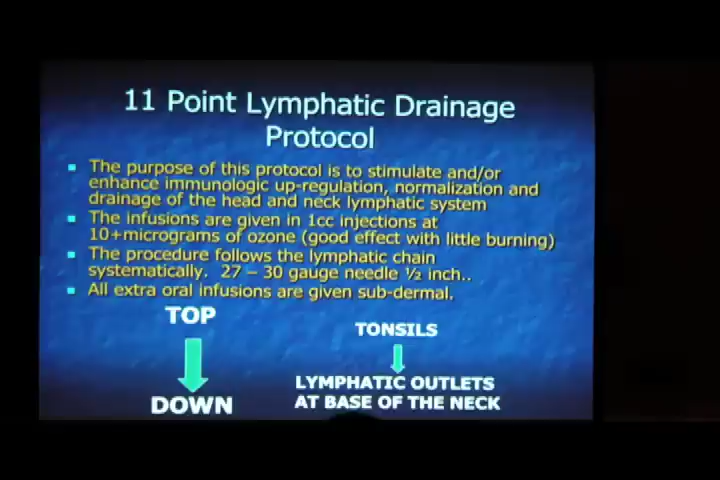 11 Point Lymphatic Drainage
Protocol
The purpose of this protocol is to stimulate and/or
enhance immunologic up-regulation, normalization and
drainage of the head and neck lymphatic system
The infusions are given in 1cc injections at
10+micrograms of ozone (good effect with little burning)
The procedure follows the lymphatic chain
systematically. 27 – 30 gauge needle ½ inch..
All extra oral infusions are given sub-dermal.
TOP
DOWN
TONSILS
LYMPHATIC OUTLETS
AT BASE OF THE NECK